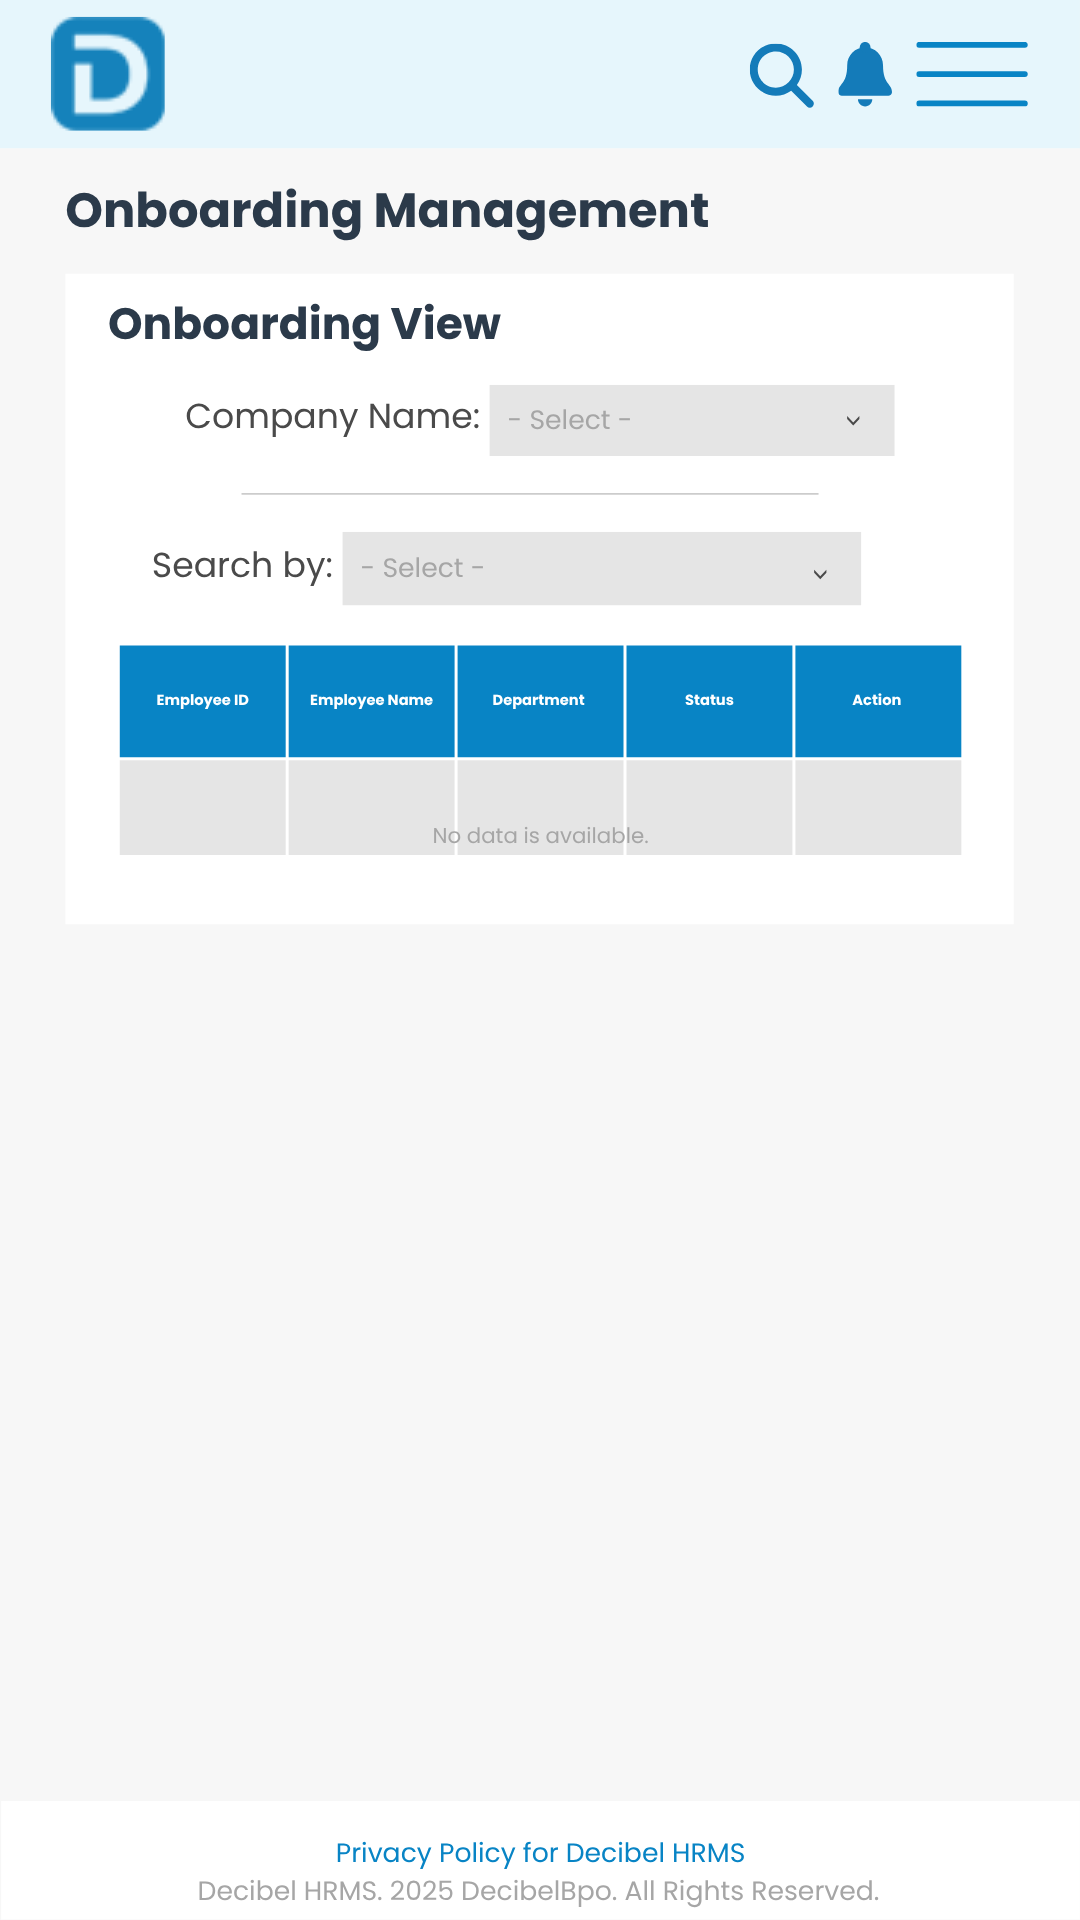 D
Onboarding Management
Onboarding View
Company Name: - Select -
Search by: - Select -
Employee ID Employee Name Department Status Action
No data is available.
Privacy Policy for Decibel HRMS
Decibel HRMS. 2025 DecibelBpo. All Rights Reserved.